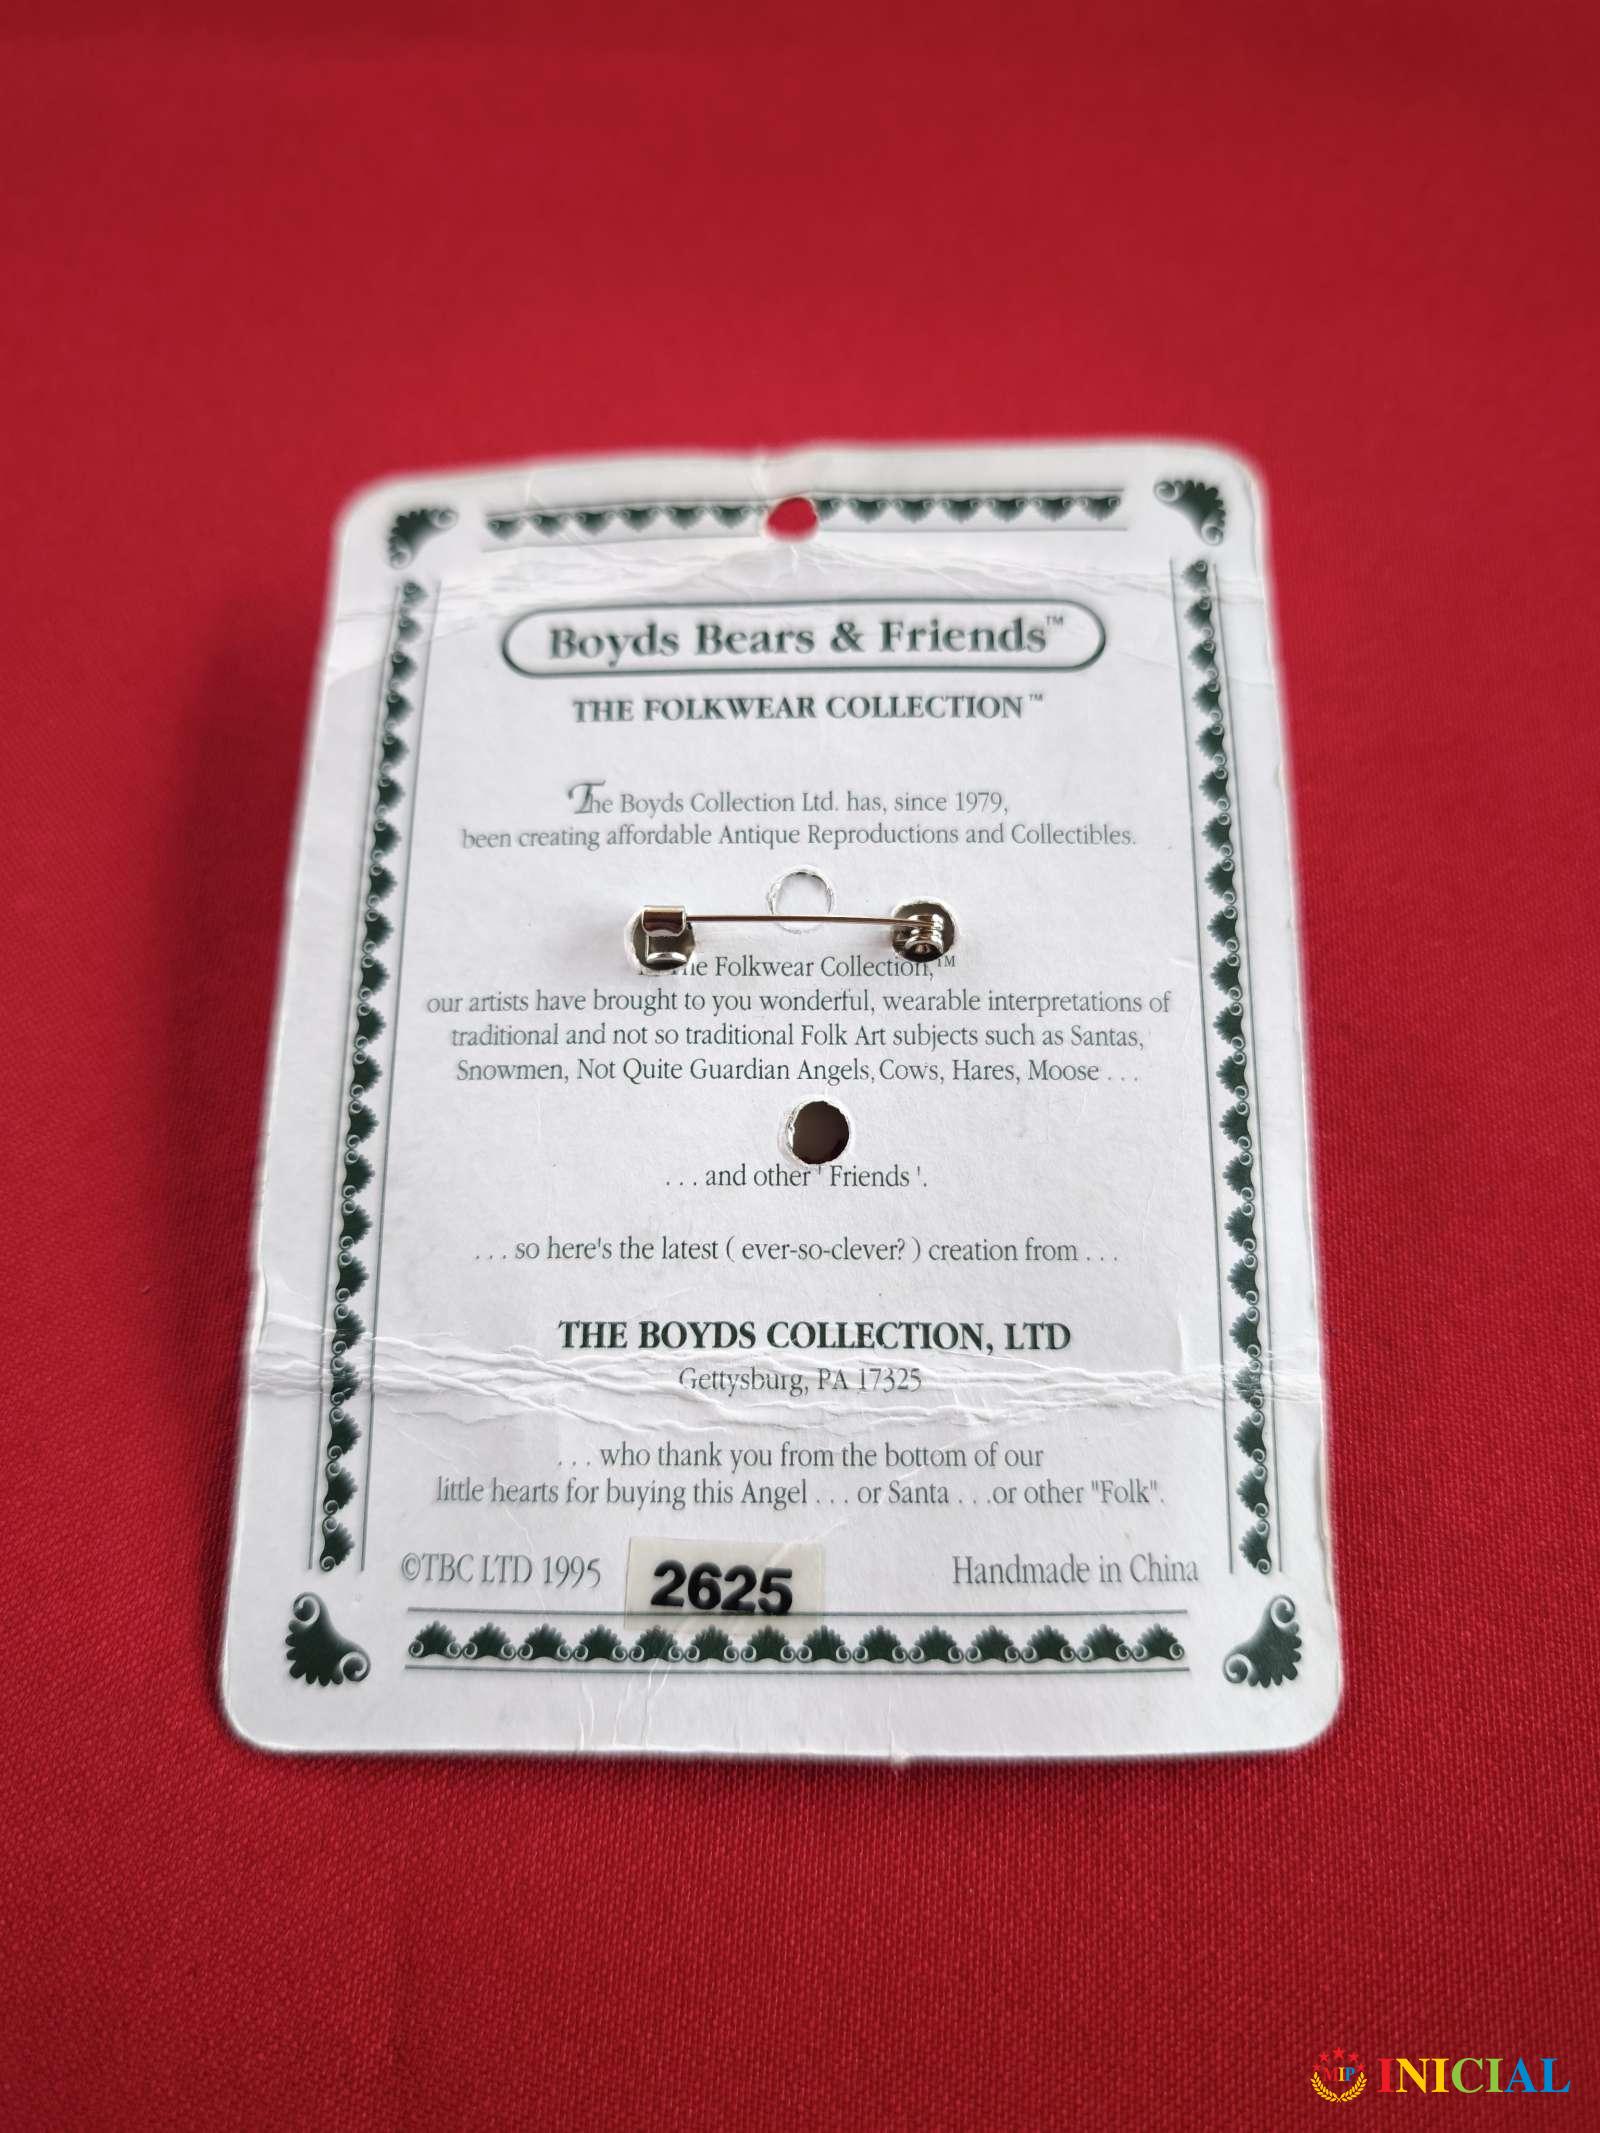 Boyds Bears & Friends™
THE FOLKWEAR COLLECTION™
The Boyds Collection Ltd. has, since 1979,
been creating affordable Antique Reproductions and Collectibles.
The Folkwear Collection,™
our artists have brought to you wonderful, wearable interpretations of
traditional and not so traditional Folk Art subjects such as Santas,
Snowmen, Not Quite Guardian Angels, Cows, Hares, Moose . . .
. . . and other ' Friends '.
. . . so here's the latest ( ever-so-clever? ) creation from . . .
THE BOYDS COLLECTION, LTD
Gettysburg, PA 17325
. . . who thank you from the bottom of our
little hearts for buying this Angel . . . or Santa . . .or other "Folk".
©TBC LTD 1995 2625 Handmade in China
MIP INICIAL